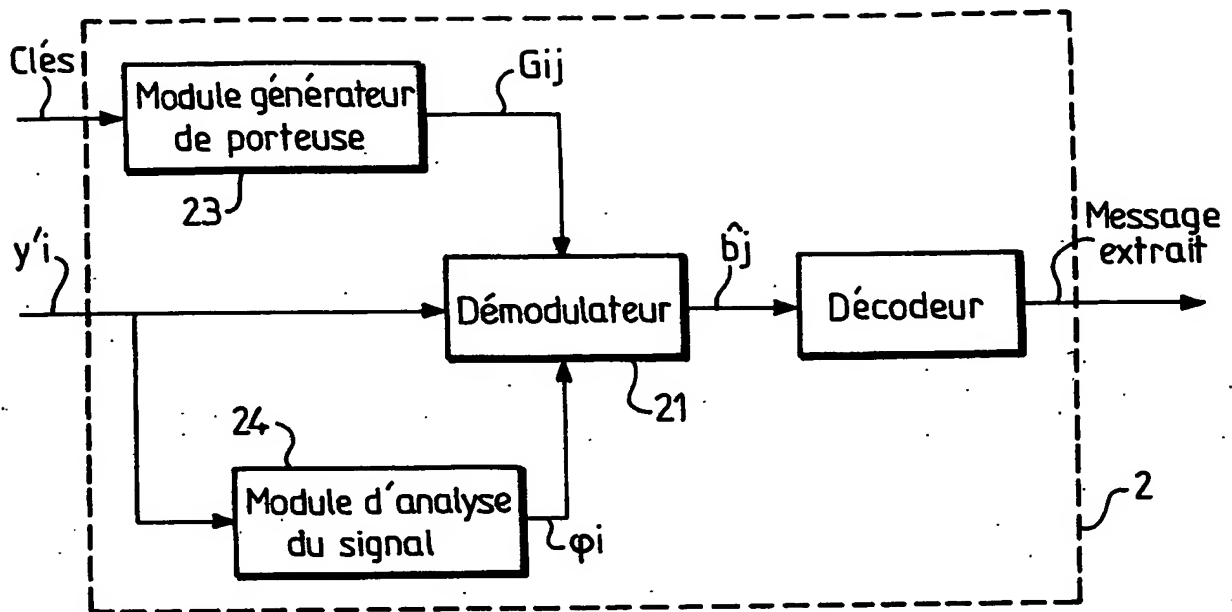 Clés
Module générateur
de porteuse
23
Gij
y'i
Démodulateur
21
b̂j
Décodeur
Message
extrait
24
Module d'analyse
du signal
φi
2